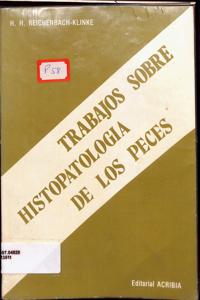 H. H. REICHENBACH-KLINKE
P.58
TRABAJOS SOBRE
HISTOPATOLOGIA
DE LOS PECES
Editorial ACRIBIA